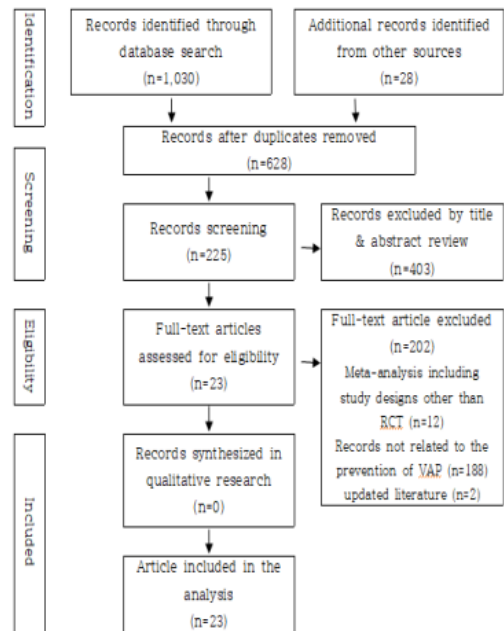 Identification
Records identified through
database search
(n=1,030)
Additional records identified
from other sources
(n=28)
Records after duplicates removed
(n=628)
Screening
Records screening
(n=225)
Records excluded by title
& abstract review
(n=403)
Eligibility
Full-text articles
assessed for eligibility
(n=23)
Full-text article excluded
(n=202)
Meta-analysis including
study designs other than
RCT (n=12)
Records not related to the
prevention of VAP (n=188)
updated literature (n=2)
Included
Records synthesized in
qualitative research
(n=0)
Article included in the
analysis
(n=23)